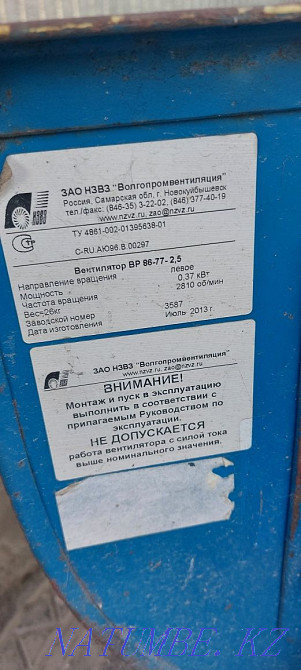 ЗАО НЗВЗ "Волгопромвентиляция"
Россия, Самарская обл, г. Новокуйбышевск
тел./факс: (846-35) 3-22-02, (846) 377-40-19
www.nzvz.ru, zao@nzvz.ru
НЗВЗ
ТУ 4861-002-01395638-01
C-RU.АЮ96.В.00297
Вентилятор ВР 86-77- 2,5
Направление вращения левое
Мощность 0,37 кВт
Частота вращения 2810 об/мин
Вес=26кг
Заводской номер 3587
Дата изготовления Июль 2013 г
ЗАО НЗВЗ "Волгопромвентиляция"
www.nzvz.ru, zao@nzvz.ru
НЗВЗ
ВНИМАНИЕ!
Монтаж и пуск в эксплуатацию
выполнить в соответствии с
прилагаемым Руководством по
эксплуатации.
НЕ ДОПУСКАЕТСЯ
работа вентилятора с силой тока
выше номинального значения.
NATUMBE.KZ